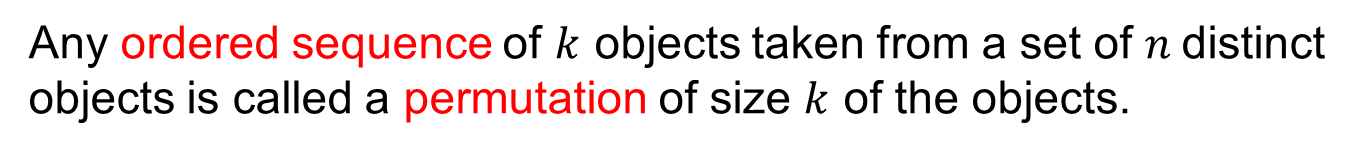 Any ordered sequence of k objects taken from a set of n distinct
objects is called a permutation of size k of the objects.